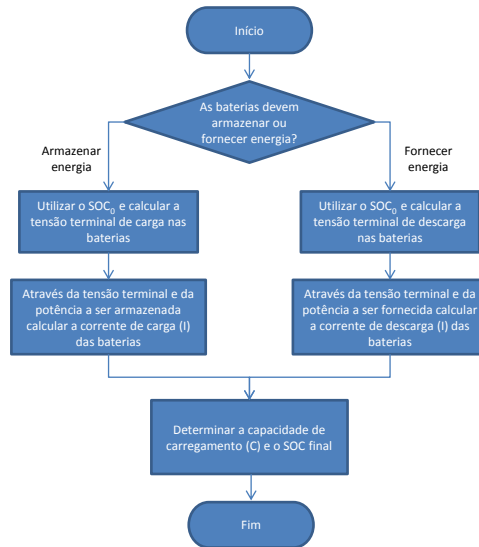 Início
As baterias devem
armazenar ou
fornecer energia?
Armazenar
energia
Fornecer
energia
Utilizar o SOC₀ e calcular a
tensão terminal de carga nas
baterias
Utilizar o SOC₀ e calcular a
tensão terminal de descarga
nas baterias
Através da tensão terminal e da
potência a ser armazenada
calcular a corrente de carga (I)
das baterias
Através da tensão terminal e da
potência a ser fornecida calcular
a corrente de descarga (I) das
baterias
Determinar a capacidade de
carregamento (C) e o SOC final
Fim